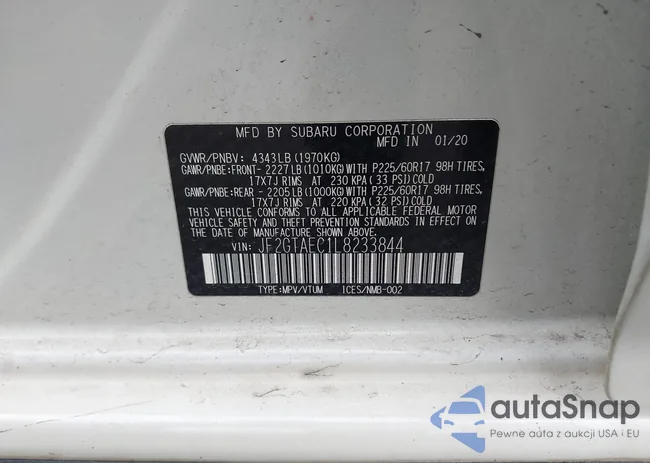 MFD BY SUBARU CORPORATION
MFD IN 01/20
GVWR/PNBV: 4343LB(1970KG)
GAWR/PNBE:FRONT- 2227LB(1010KG)WITH P225/60R17 98H TIRES,
17X7J RIMS AT 230 KPA( 33 PSI)COLD
GAWR/PNBE:REAR - 2205LB(1000KG)WITH P225/60R17 98H TIRES,
17X7J RIMS AT 220 KPA( 32 PSI)COLD
THIS VEHICLE CONFORMS TO ALL APPLICABLE FEDERAL MOTOR
VEHICLE SAFETY AND THEFT PREVENTION STANDARDS IN EFFECT ON
THE DATE OF MANUFACTURE SHOWN ABOVE.
VIN: JF2GTAEC1L8233844
TYPE:MPV/VTUM ICES/NMB-002
autaSnap
Pewne auta z aukcji USA i EU